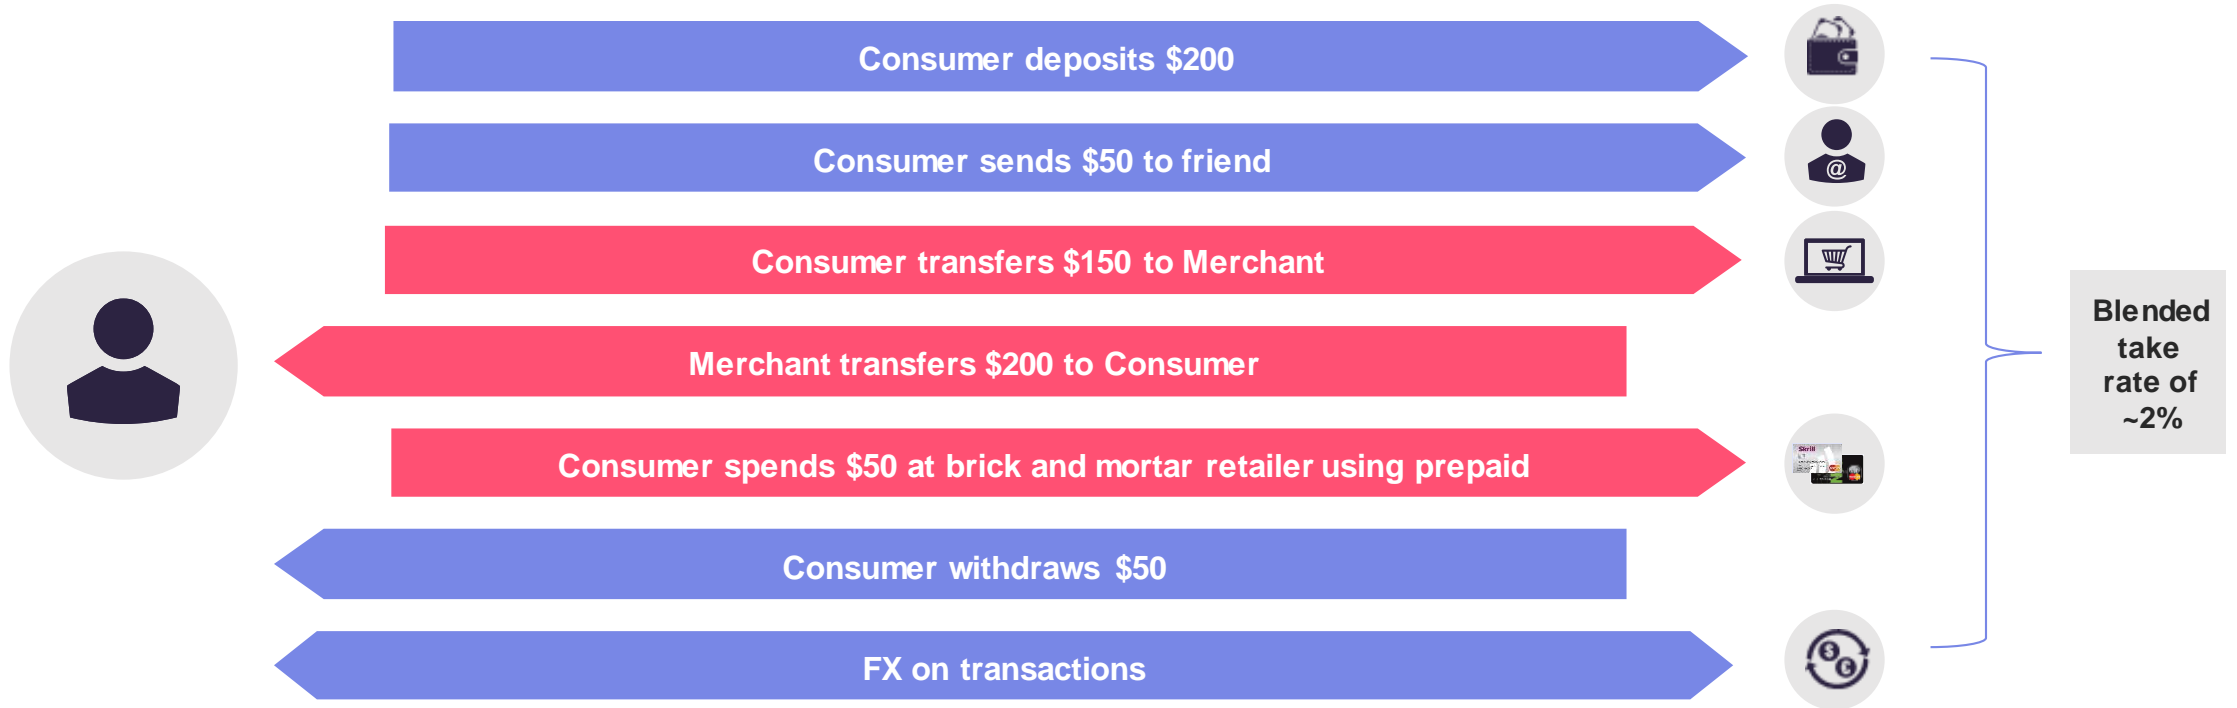 Consumer deposits $200
Consumer sends $50 to friend
@
Consumer transfers $150 to Merchant
Merchant transfers $200 to Consumer
Blended
take
rate of
~2%
Consumer spends $50 at brick and mortar retailer using prepaid
Skrill
Consumer withdraws $50
FX on transactions
$